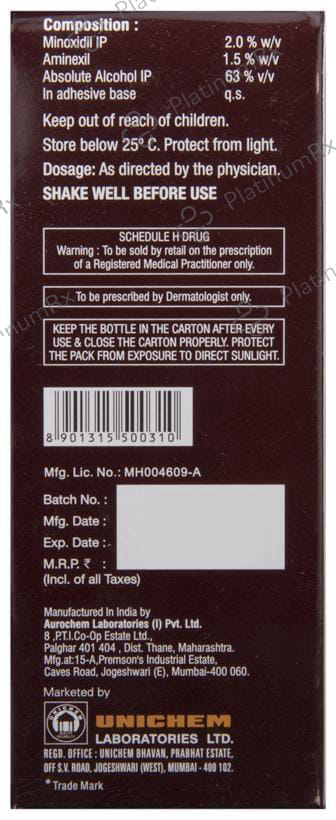 Composition :
Minoxidil IP 2.0 % w/v
Aminexil 1.5 % w/v
Absolute Alcohol IP 63 % v/v
In adhesive base q.s.
Keep out of reach of children.
Store below 25º C. Protect from light.
Dosage: As directed by the physician.
SHAKE WELL BEFORE USE
SCHEDULE H DRUG
Warning : To be sold by retail on the prescription
of a Registered Medical Practitioner only.
To be prescribed by Dermatologist only.
KEEP THE BOTTLE IN THE CARTON AFTER EVERY
USE & CLOSE THE CARTON PROPERLY. PROTECT
THE PACK FROM EXPOSURE TO DIRECT SUNLIGHT.
8 901315 500310
Mfg. Lic. No.: MH004609-A
Batch No. :
Mfg. Date :
Exp. Date :
M.R.P. ₹ :
(Incl. of all Taxes)
Manufactured In India by
Aurochem Laboratories (I) Pvt. Ltd.
8 ,P.T.I.Co-Op Estate Ltd.,
Palghar 401 404 , Dist. Thane, Maharashtra.
Mfg.at:15-A,Premson's Industrial Estate,
Caves Road, Jogeshwari (E), Mumbai-400 060.
Marketed by
UNICHEM
UNICHEM
LABORATORIES LTD.
REGD. OFFICE : UNICHEM BHAVAN, PRABHAT ESTATE,
OFF S.V. ROAD, JOGESHWARI (WEST), MUMBAI - 400 102.
* Trade Mark
PlatinumRx